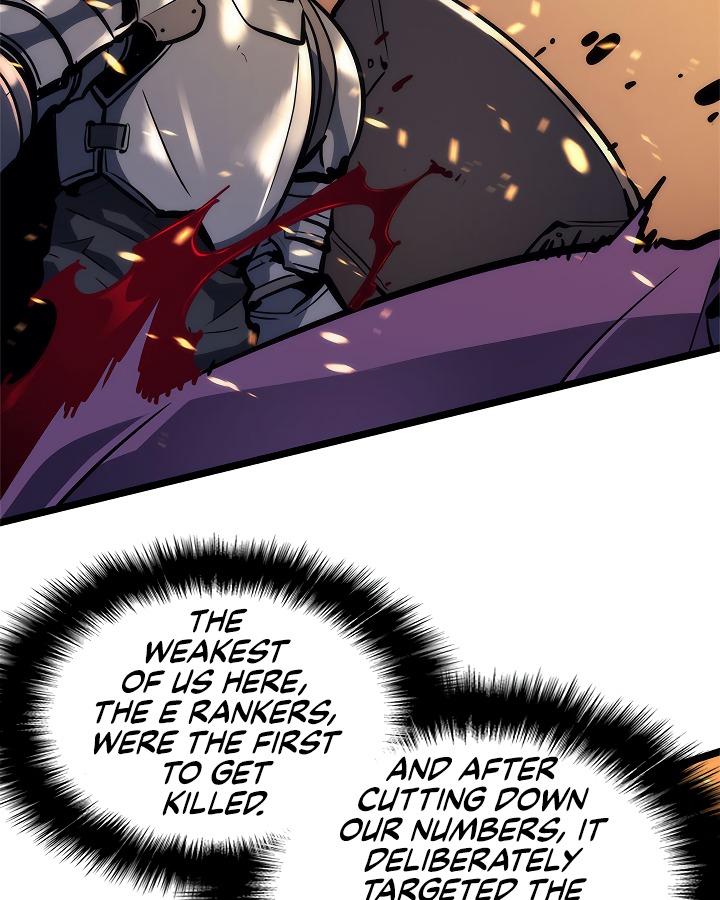 THE
WEAKEST
OF US HERE,
THE E RANKERS,
WERE THE FIRST
TO GET
KILLED.
AND AFTER
CUTTING DOWN
OUR NUMBERS, IT
DELIBERATELY
TARGETED THE